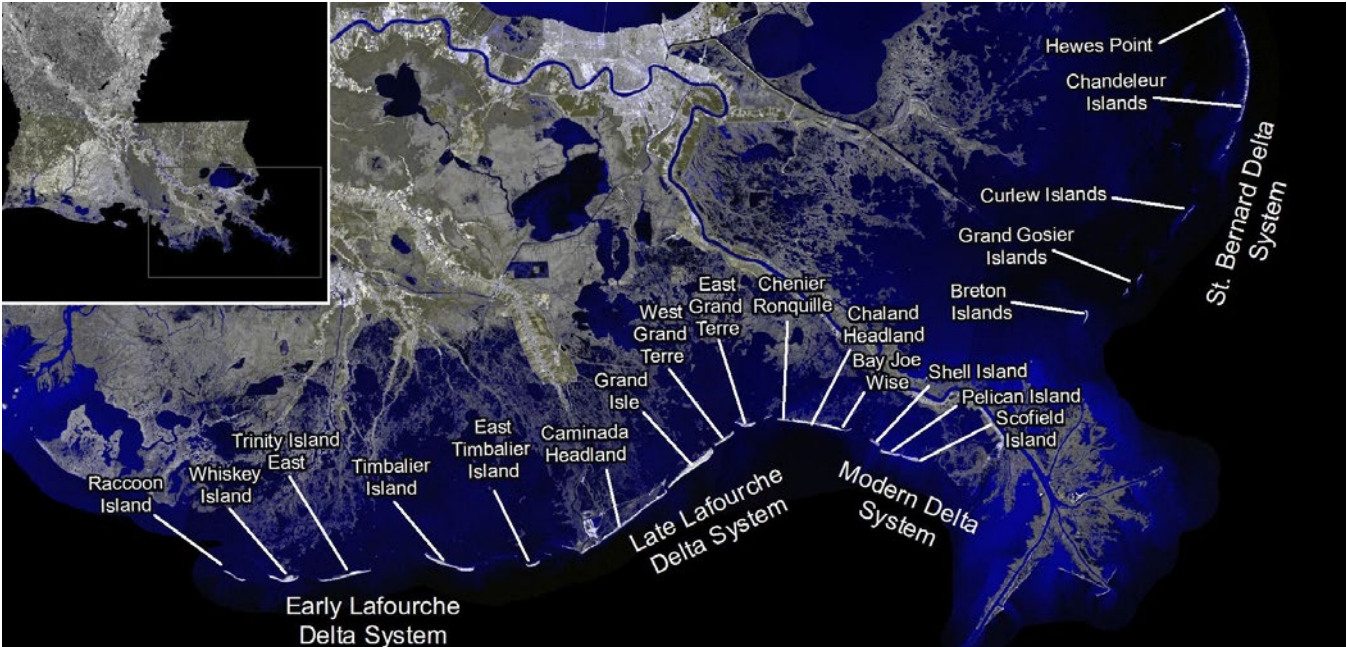 Hewes Point
Chandeleur
Islands
St. Bernard Delta
System
Curlew Islands
Grand Gosier
Islands
Breton
Islands
East
Grand
Terre
Chenier
Ronquille
West
Grand
Terre
Chaland
Headland
Bay Joe
Wise
Shell Island
Pelican Island
Scofield
Island
Grand
Isle
Caminada
Headland
East
Timbalier
Island
Trinity Island
East
Timbalier
Island
Whiskey
Island
Raccoon
Island
Late Lafourche
Delta System
Modern Delta
System
Early Lafourche
Delta System